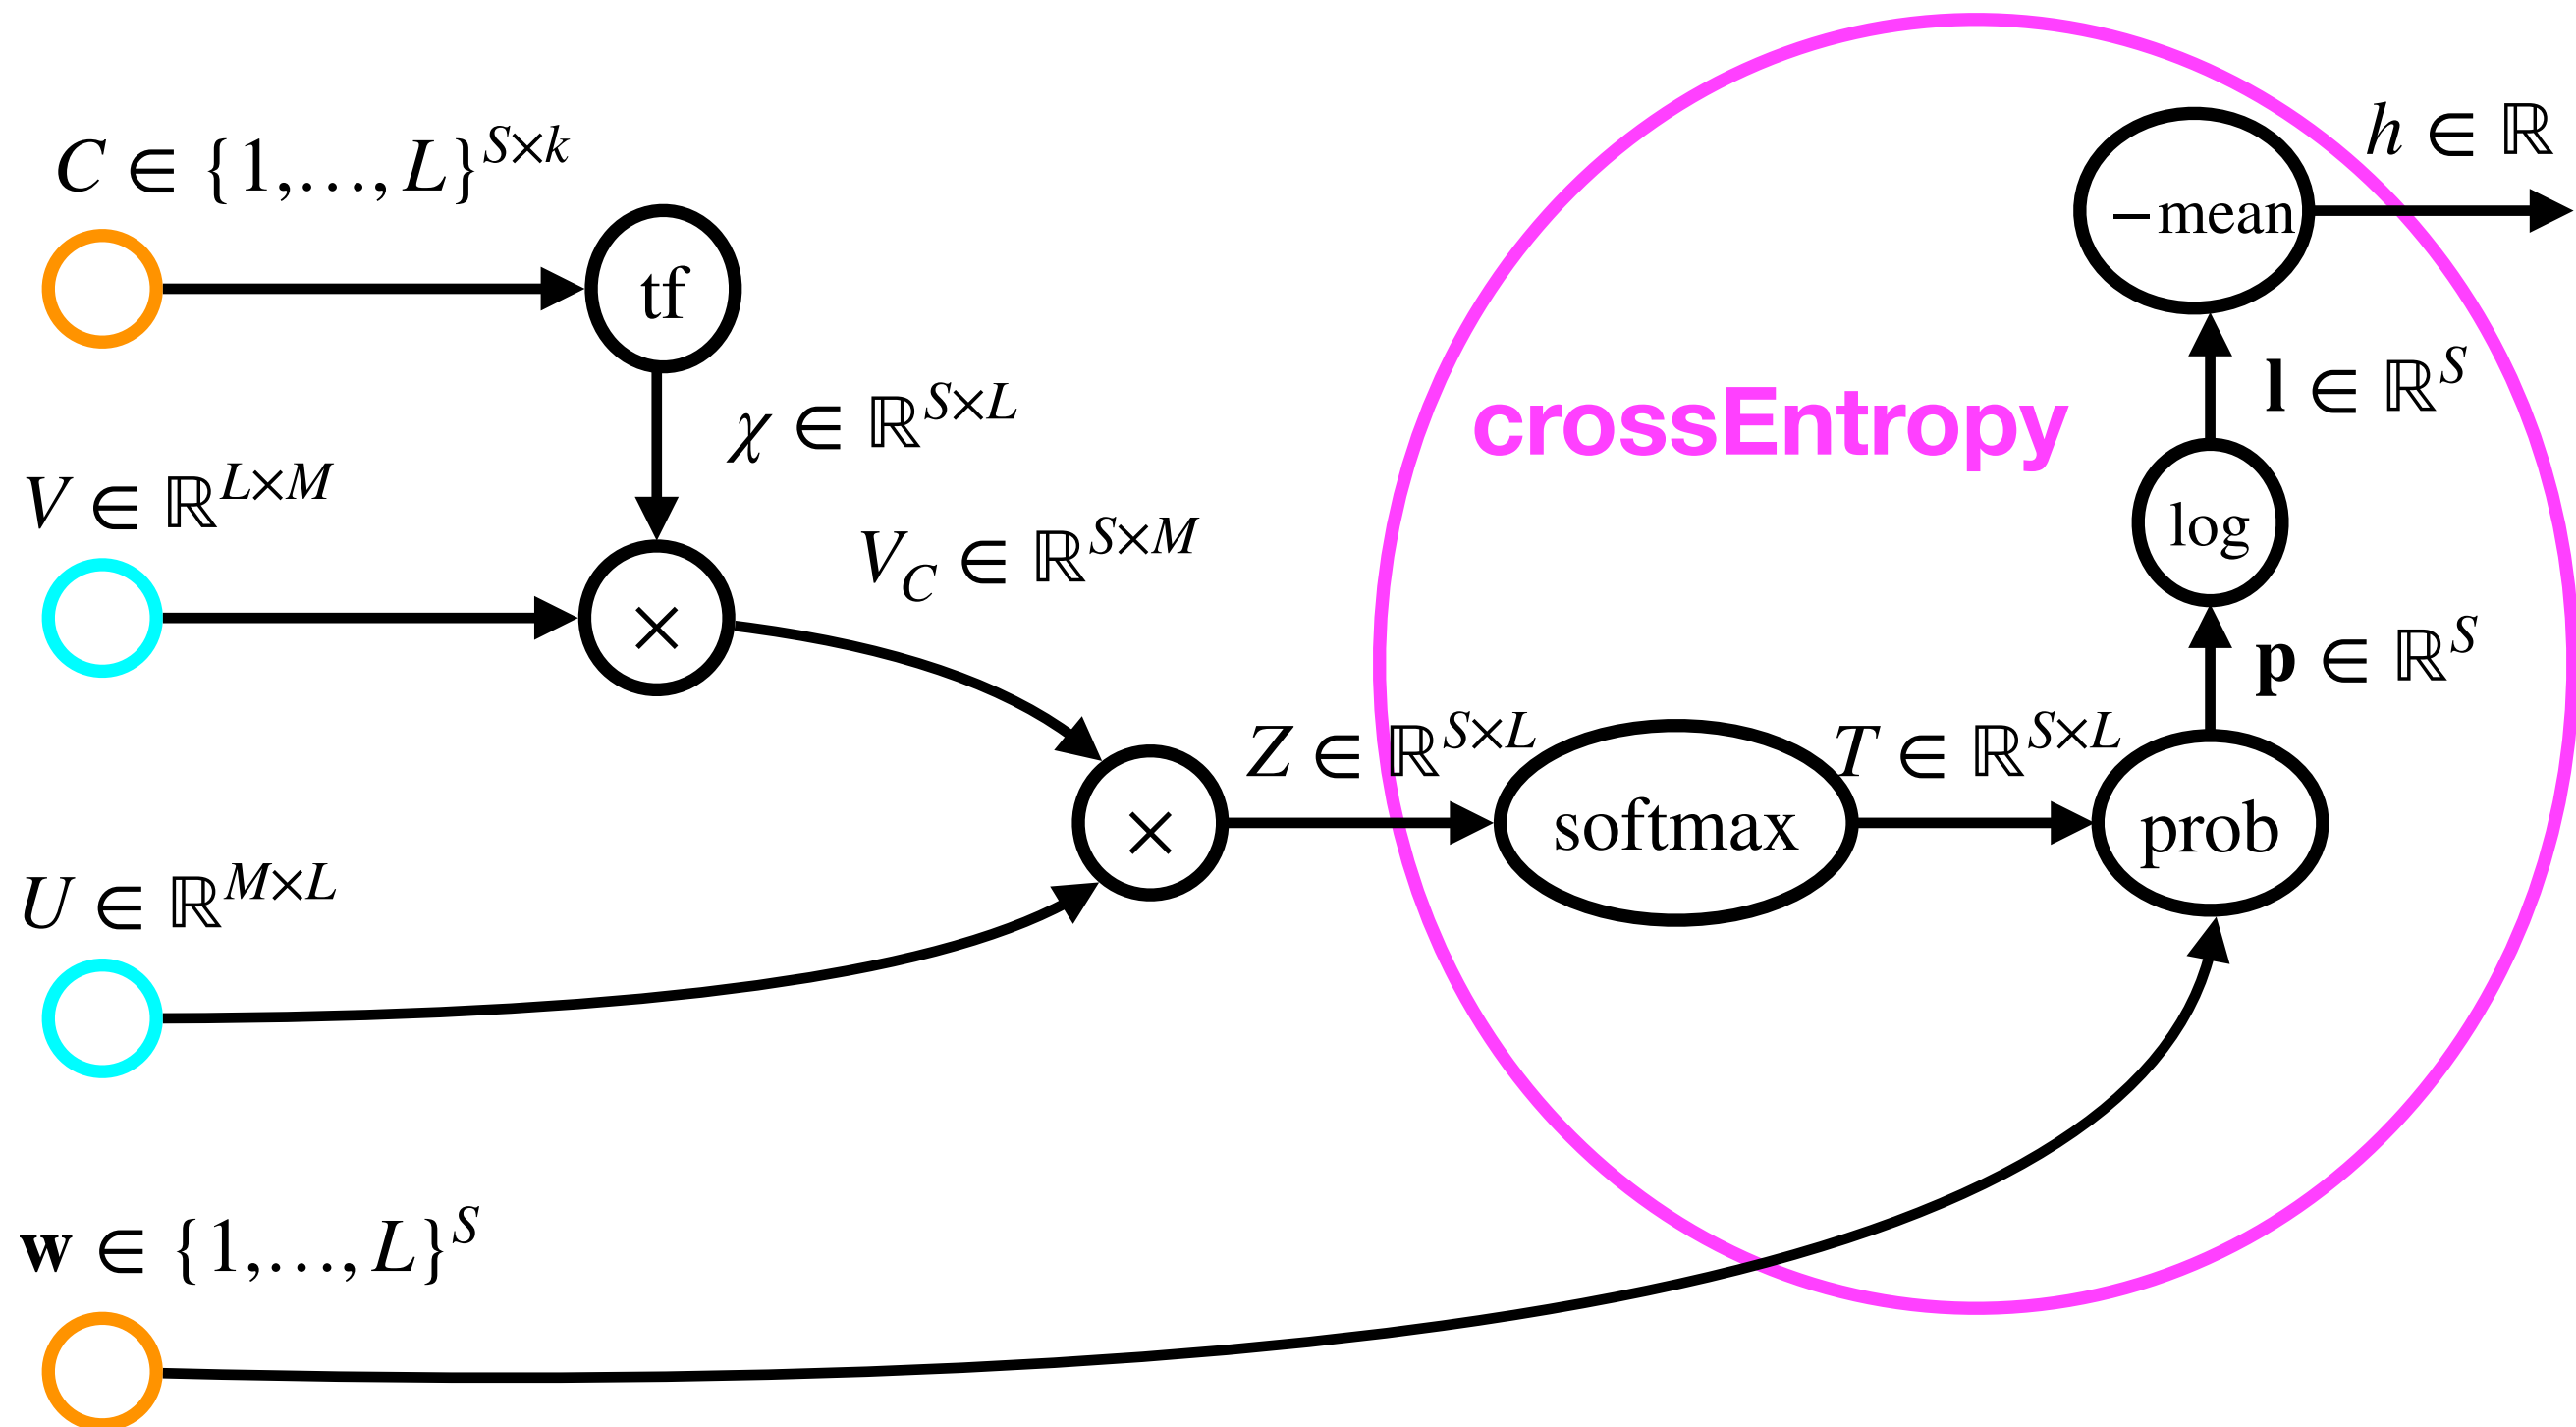 C ∈ {1,…, L}^{S×k}
tf
χ ∈ ℝ^{S×L}
V ∈ ℝ^{L×M}
×
V_C ∈ ℝ^{S×M}
U ∈ ℝ^{M×L}
×
Z ∈ ℝ^{S×L}
w ∈ {1,…, L}^S
crossEntropy
softmax
T ∈ ℝ^{S×L}
prob
p ∈ ℝ^S
log
l ∈ ℝ^S
−mean
h ∈ ℝ